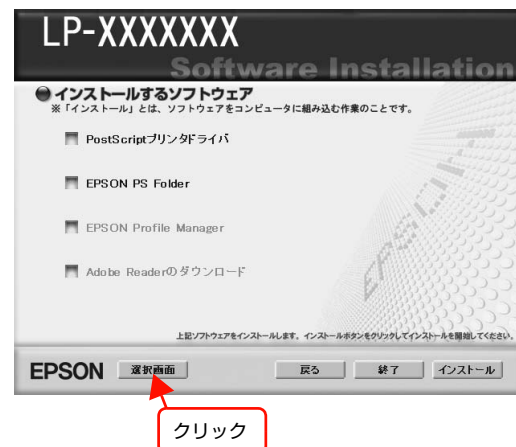 LP-XXXXXXX
Software Installation
インストールするソフトウェア
※「インストール」とは、ソフトウェアをコンピュータに組み込む作業のことです。
PostScriptプリンタドライバ
EPSON PS Folder
EPSON Profile Manager
Adobe Readerのダウンロード
EPSON
上記ソフトウェアをインストールします。インストールボタンをクリックしてインストールを開始してください。
EPSON 選択画面 戻る 終了 インストール
クリック